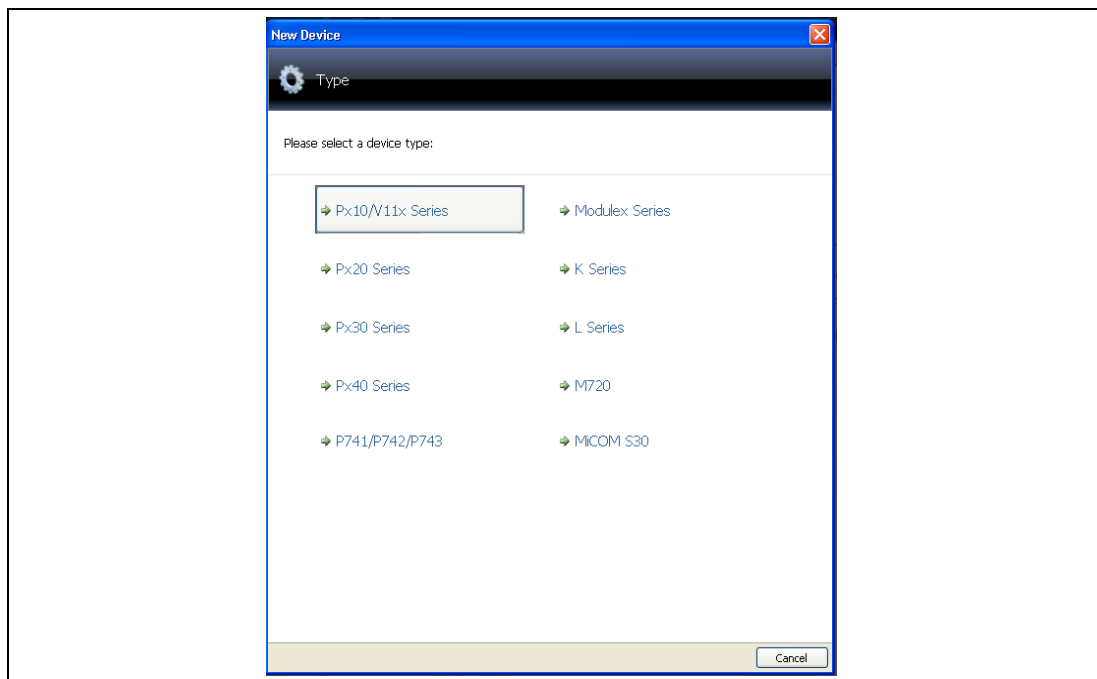 New Device
Type
Please select a device type:
Px10/V11x Series
Modulex Series
Px20 Series
K Series
Px30 Series
L Series
Px40 Series
M720
P741/P742/P743
MiCOM S30
Cancel